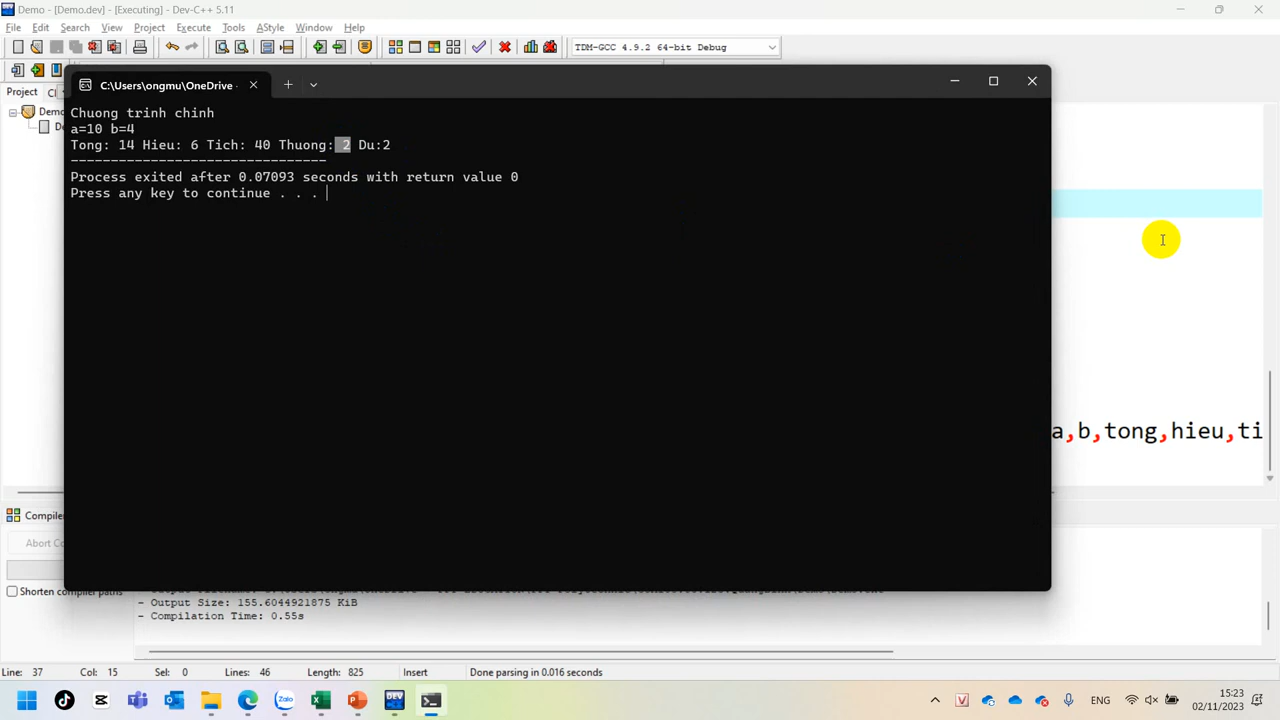 Demo - [Demo.dev] - [Executing] - Dev-C++ 5.11
File Edit Search View Project Execute Tools AStyle Window Help
TDM-GCC 4.9.2 64-bit Debug
Project
C:\Users\ongmu\OneDrive
Chuong trinh chinh
a=10 b=4
Tong: 14 Hieu: 6 Tich: 40 Thuong: 2 Du:2
--------------------------------
Process exited after 0.07093 seconds with return value 0
Press any key to continue . . .
a,b,tong,hieu,ti
Compiler
Abort
Shorten compiler paths
- Output Size: 155.6044921875 KiB
- Compilation Time: 0.55s
Line: 37 Col: 15 Sel: 0 Lines: 46 Length: 825 Insert Done parsing in 0.016 seconds
Zalo DEV ENG 15:23
02/11/2023